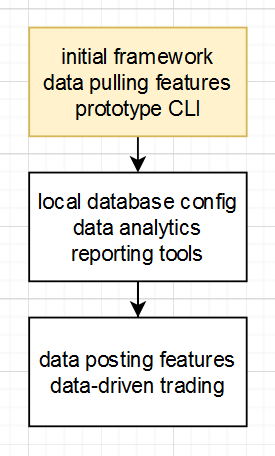 initial framework
data pulling features
prototype CLI
local database config
data analytics
reporting tools
data posting features
data-driven trading